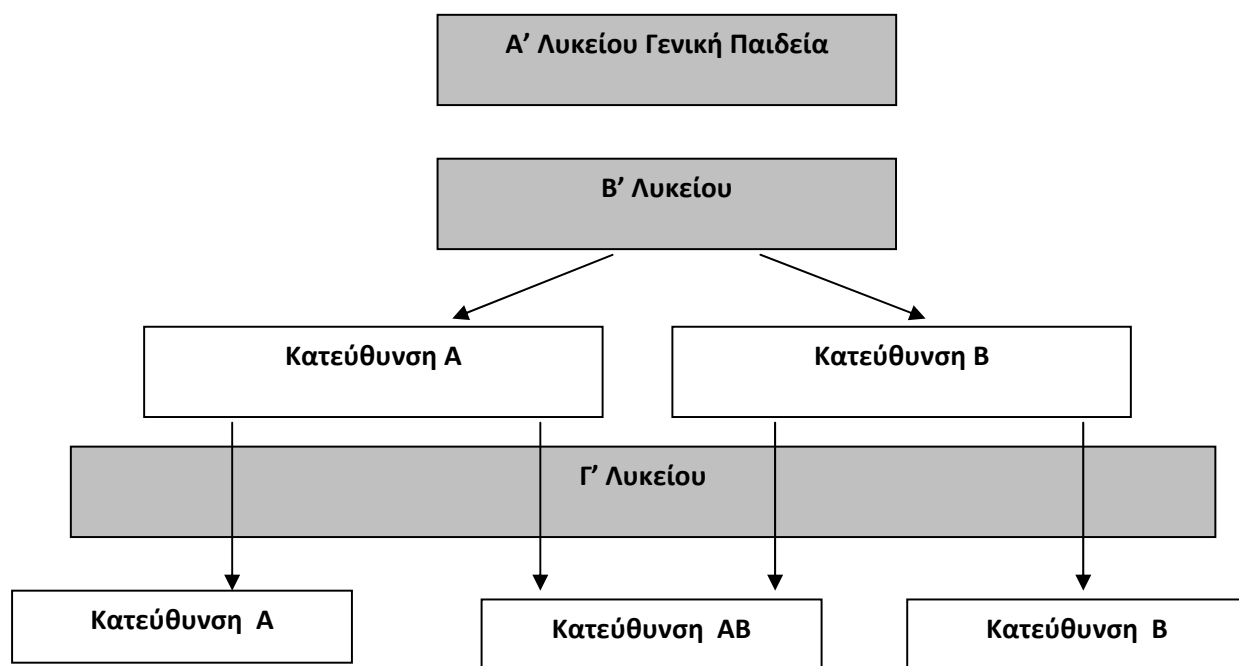 Α’ Λυκείου Γενική Παιδεία
Β’ Λυκείου
Κατεύθυνση Α
Κατεύθυνση Β
Γ’ Λυκείου
Κατεύθυνση Α
Κατεύθυνση ΑΒ
Κατεύθυνση Β